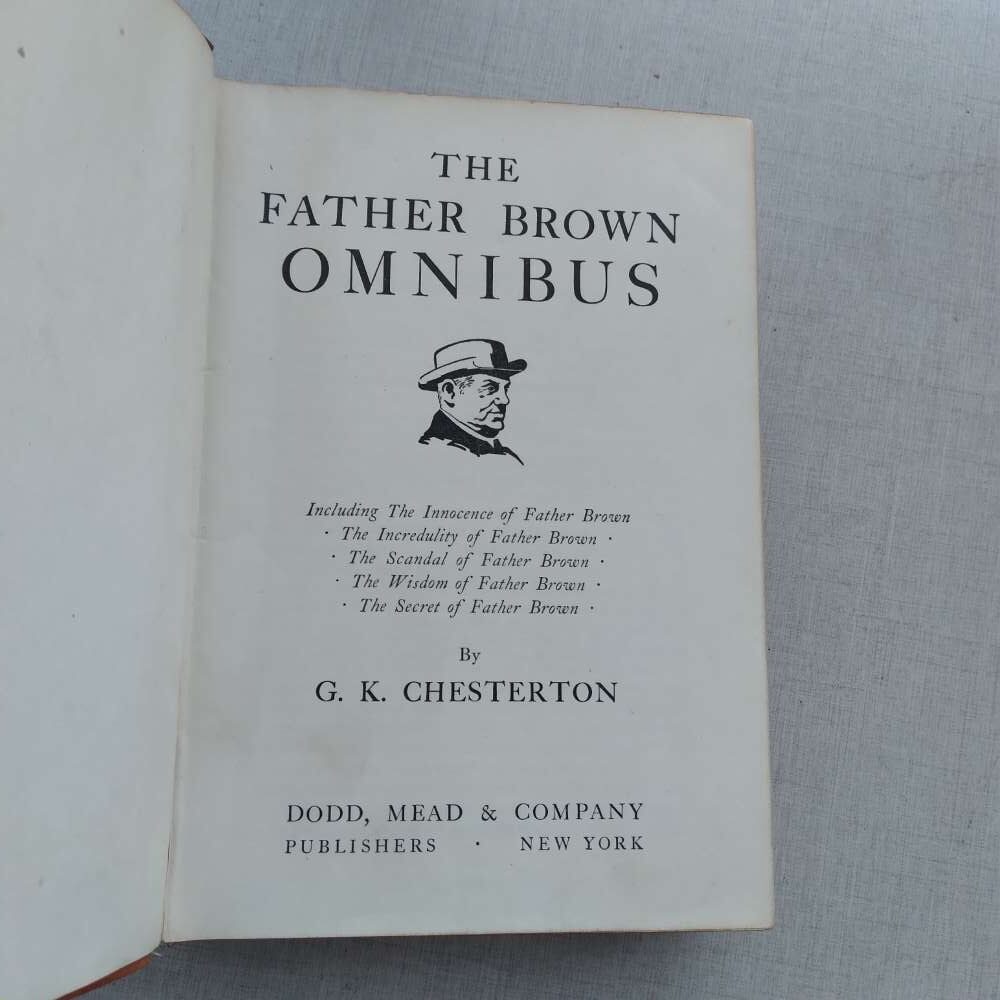 THE
FATHER BROWN
OMNIBUS
Including The Innocence of Father Brown
· The Incredulity of Father Brown ·
· The Scandal of Father Brown ·
· The Wisdom of Father Brown ·
· The Secret of Father Brown ·
By
G. K. CHESTERTON
DODD, MEAD & COMPANY
PUBLISHERS · NEW YORK